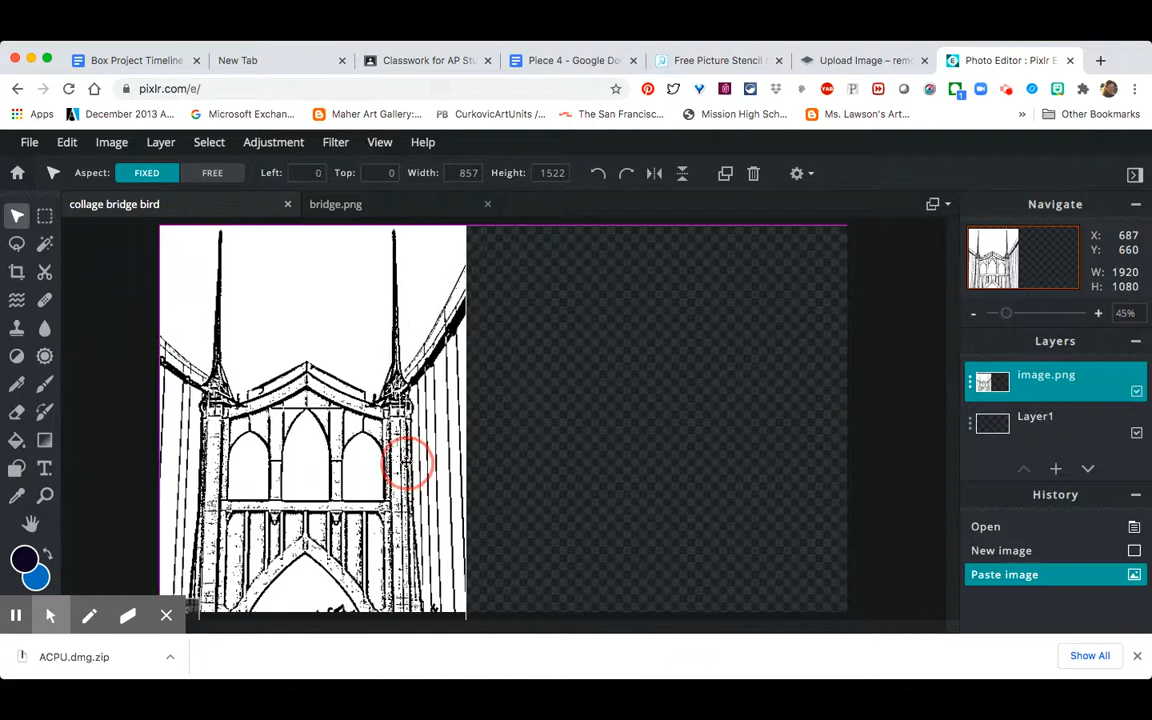 Box Project Timeline
New Tab
Classwork for AP Stu
Piece 4 - Google Do
Free Picture Stencil
Upload Image – remo
Photo Editor : Pixlr E
pixlr.com/e/
Apps
December 2013 A...
Microsoft Exchan...
Maher Art Gallery:...
PB CurkovicArtUnits /...
The San Francisc...
Mission High Sch...
Ms. Lawson's Art...
»
Other Bookmarks
File Edit Image Layer Select Adjustment Filter View Help
Aspect: FIXED FREE Left: 0 Top: 0 Width: 857 Height: 1522
collage bridge bird
bridge.png
Navigate
X: 687
Y: 660
W: 1920
H: 1080
45%
Layers
image.png
Layer1
History
Open
New image
Paste image
ACPU.dmg.zip
Show All